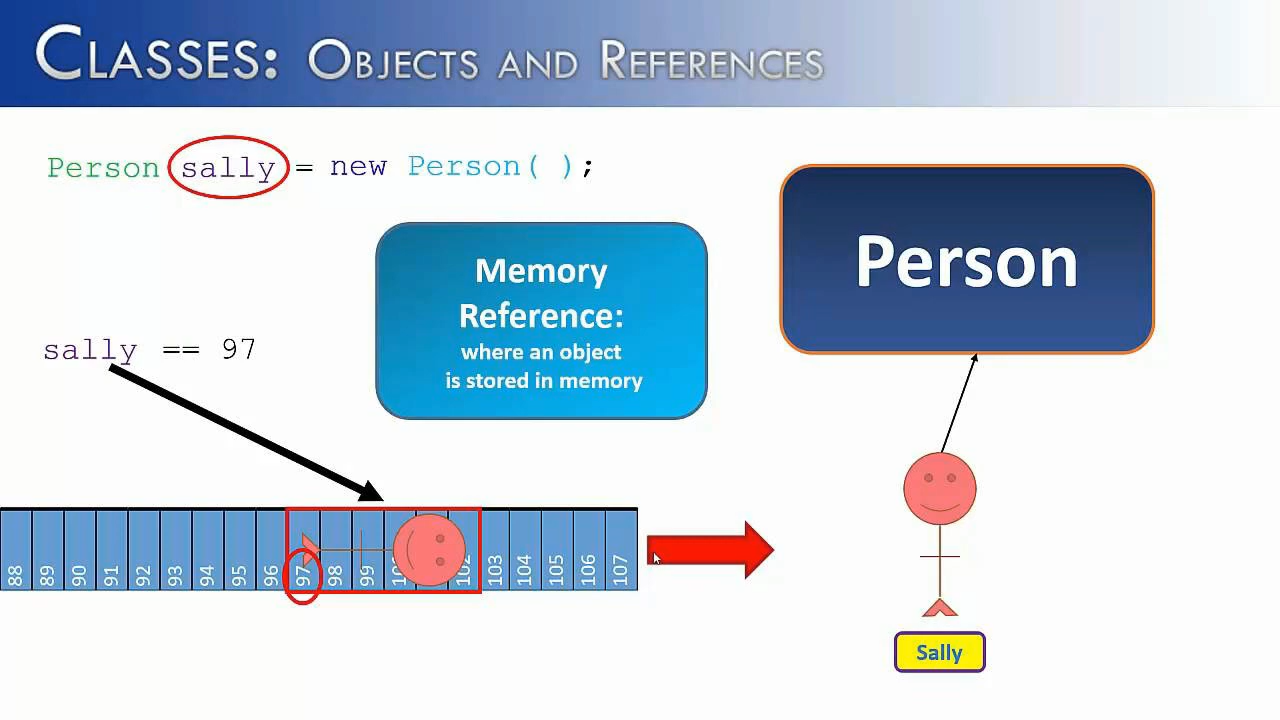 CLASSES: OBJECTS AND REFERENCES
Person sally = new Person( );
Person
Memory
Reference:
where an object
is stored in memory
sally == 97
88 89 90 91 92 93 94 95 96 97 98 99 102 103 104 105 106 107
Sally